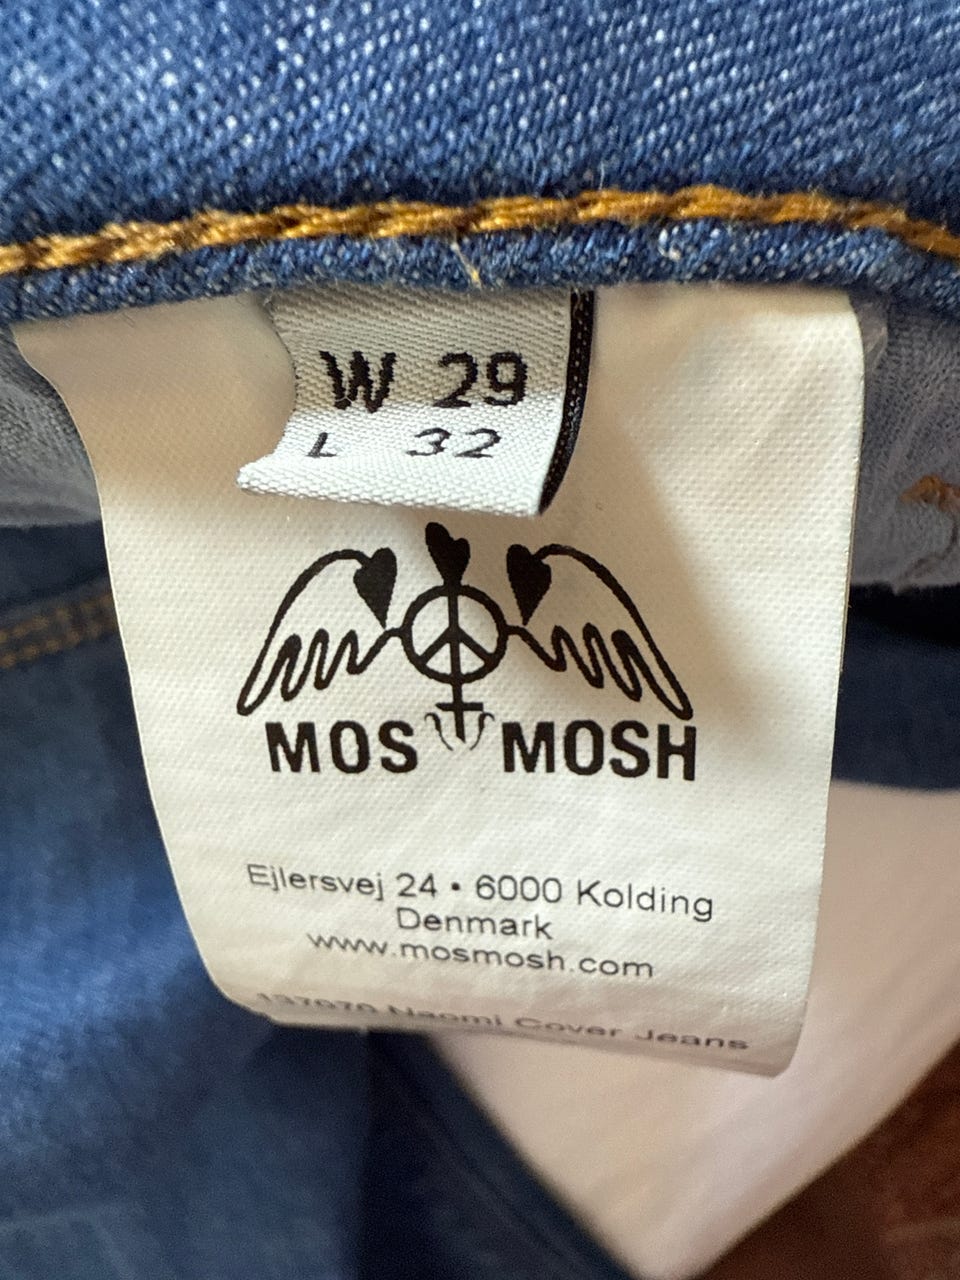 W 29
L 32
MOS MOSH
Ejlersvej 24 • 6000 Kolding
Denmark
www.mosmosh.com
Naomi Cover Jeans